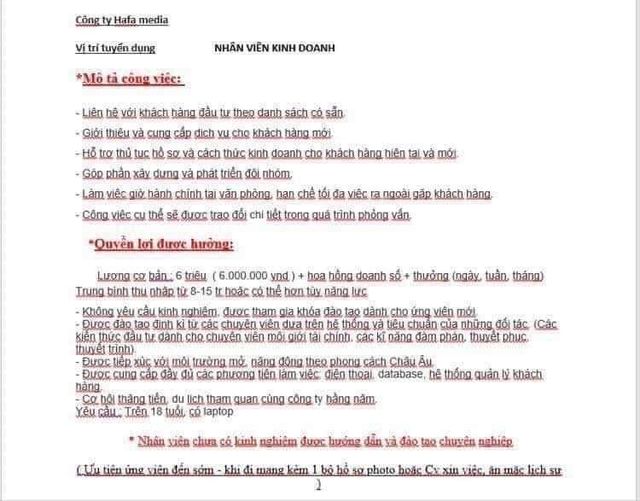 Công ty Hafa media
Vị trí tuyển dụng NHÂN VIÊN KINH DOANH
*Mô tả công việc:
- Liên hệ với khách hàng đầu tư theo danh sách có sẵn.
- Giới thiệu và cung cấp dịch vụ cho khách hàng mới.
- Hỗ trợ thủ tục hồ sơ và cách thức kinh doanh cho khách hàng hiện tại và mới.
- Góp phần xây dựng và phát triển đội nhóm.
- Làm việc giờ hành chính tại văn phòng, hạn chế tối đa việc ra ngoài gặp khách hàng.
- Công việc cụ thể sẽ được trao đổi chi tiết trong quá trình phỏng vấn.
*Quyền lợi được hưởng:
Lương cơ bản : 6 triệu ( 6.000.000 vnd ) + hoa hồng doanh số + thưởng (ngày, tuần, tháng)
Trung bình thu nhập từ 8-15 tr hoặc có thể hơn tùy năng lực
- Không yêu cầu kinh nghiệm, được tham gia khóa đào tạo dành cho ứng viên mới.
- Được đào tạo định kì từ các chuyên viên dựa trên hệ thống và tiêu chuẩn của những đối tác. (Các
kiến thức đầu tư dành cho chuyên viên môi giới tài chính, các kĩ năng đàm phán, thuyết phục,
thuyết trình).
- Được tiếp xúc với môi trường mở, năng động theo phong cách Châu Âu.
- Được cung cấp đầy đủ các phương tiện làm việc: điện thoại, database, hệ thống quản lý khách
hàng.
- Cơ hội thăng tiến, du lịch tham quan cùng công ty hằng năm.
Yêu cầu : Trên 18 tuổi, có laptop
* Nhân viên chưa có kinh nghiệm được hướng dẫn và đào tạo chuyên nghiệp
( Ưu tiên ứng viên đến sớm - khi đi mang kèm 1 bộ hồ sơ photo hoặc Cv xin việc, ăn mặc lịch sự
)